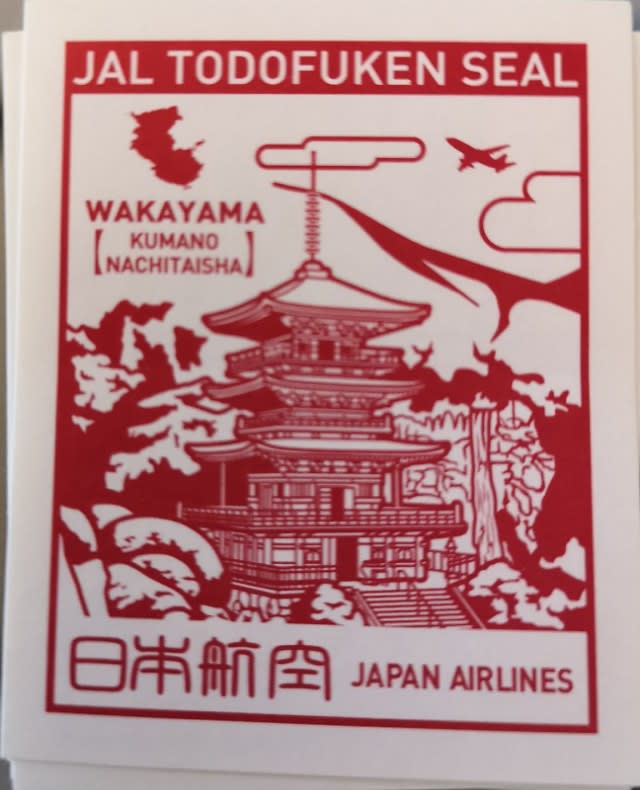 JAL TODOFUKEN SEAL
WAKAYAMA
【KUMANO
NACHITAISHA】
日本航空 JAPAN AIRLINES